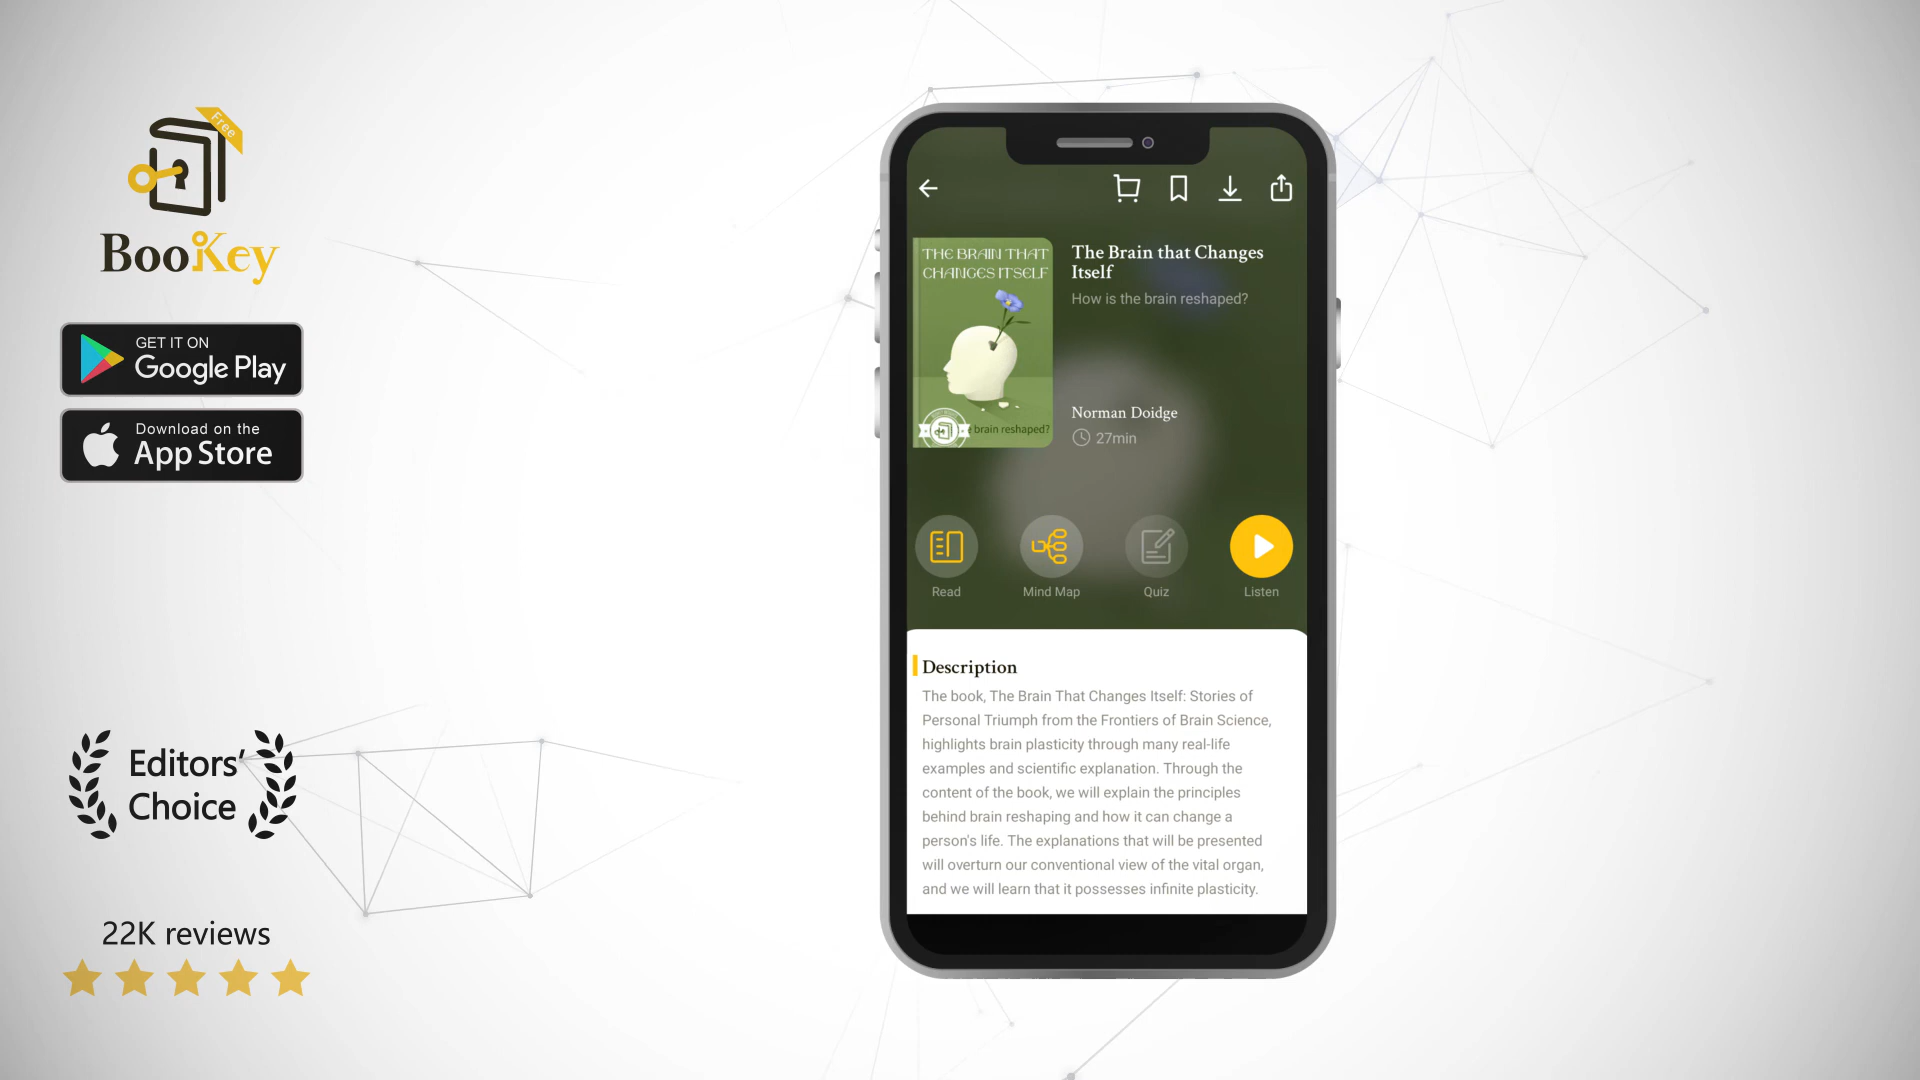 Free
BooKey
GET IT ON
Google Play
Download on the
App Store
Editors'
Choice
22K reviews
THE BRAIN THAT
CHANGES ITSELF
brain reshaped?
The Brain that Changes
Itself
How is the brain reshaped?
Norman Doidge
27min
Read
Mind Map
Quiz
Listen
Description
The book, The Brain That Changes Itself: Stories of
Personal Triumph from the Frontiers of Brain Science,
highlights brain plasticity through many real-life
examples and scientific explanation. Through the
content of the book, we will explain the principles
behind brain reshaping and how it can change a
person's life. The explanations that will be presented
will overturn our conventional view of the vital organ,
and we will learn that it possesses infinite plasticity.